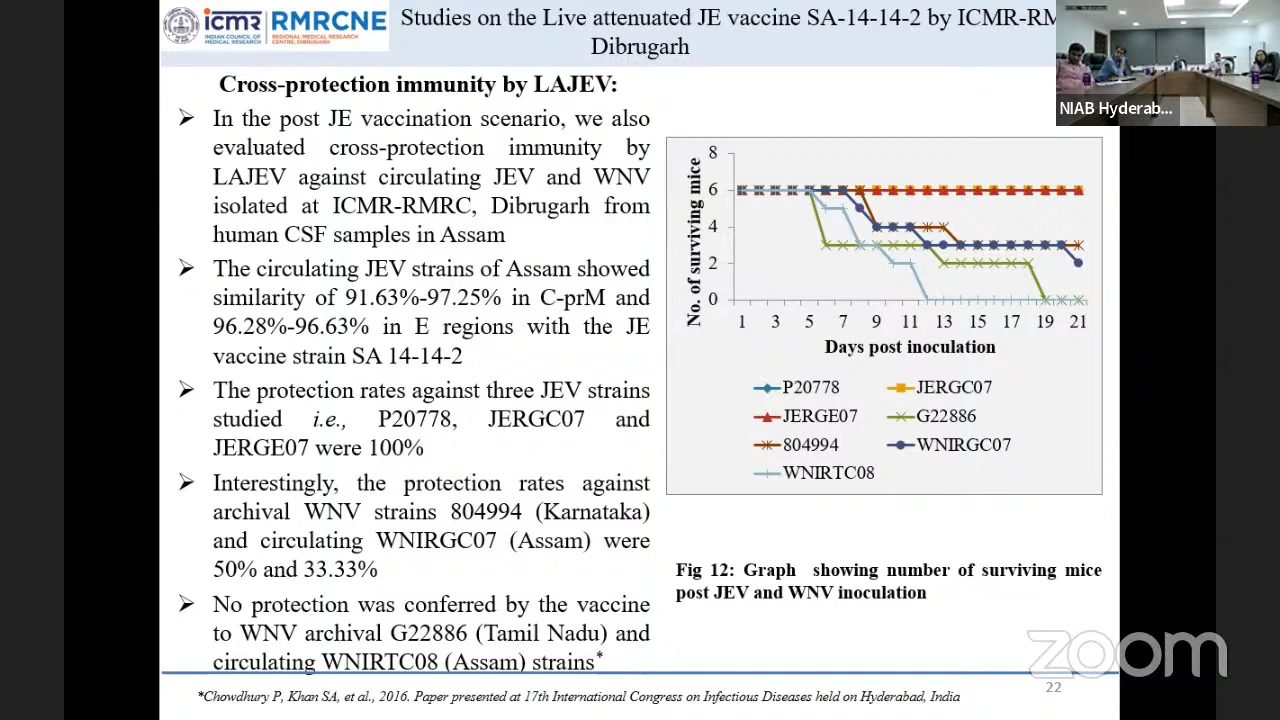 icmr
INDIAN COUNCIL OF
MEDICAL RESEARCH
RMRCNE
REGIONAL MEDICAL RESEARCH
CENTRE, DIBRUGARH
Studies on the Live attenuated JE vaccine SA-14-14-2 by ICMR-RM
Dibrugarh
NIAB Hyderab...
Cross-protection immunity by LAJEV:
➢ In the post JE vaccination scenario, we also
evaluated cross-protection immunity by
LAJEV against circulating JEV and WNV
isolated at ICMR-RMRC, Dibrugarh from
human CSF samples in Assam
➢ The circulating JEV strains of Assam showed
similarity of 91.63%-97.25% in C-prM and
96.28%-96.63% in E regions with the JE
vaccine strain SA 14-14-2
➢ The protection rates against three JEV strains
studied i.e., P20778, JERGC07 and
JERGE07 were 100%
➢ Interestingly, the protection rates against
archival WNV strains 804994 (Karnataka)
and circulating WNIRGC07 (Assam) were
50% and 33.33%
➢ No protection was conferred by the vaccine
to WNV archival G22886 (Tamil Nadu) and
circulating WNIRTC08 (Assam) strains*
No. of surviving mice
8
6
4
2
0
1 3 5 7 9 11 13 15 17 19 21
Days post inoculation
P20778 JERGC07
JERGE07 G22886
804994 WNIRGC07
WNIRTC08
Fig 12: Graph showing number of surviving mice
post JEV and WNV inoculation
zoom
*Chowdhury P, Khan SA, et al., 2016. Paper presented at 17th International Congress on Infectious Diseases held on Hyderabad, India
22